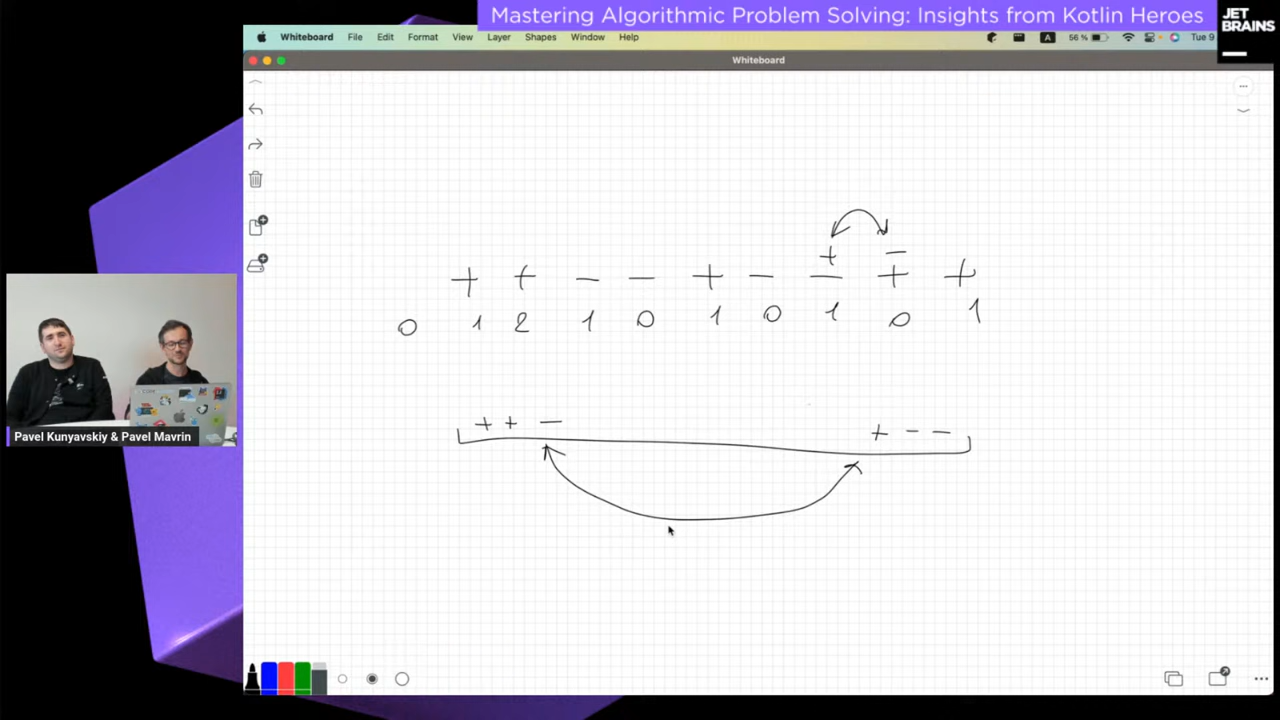 Mastering Algorithmic Problem Solving: Insights from Kotlin Heroes
JET
BRAINS
Whiteboard File Edit Format View Layer Shapes Window Help A 56 % Tue 9
Whiteboard
+ −
+ + − − + − − + +
0 1 2 1 0 1 0 1 0 1
+ + − + − −
Pavel Kunyavskiy & Pavel Mavrin